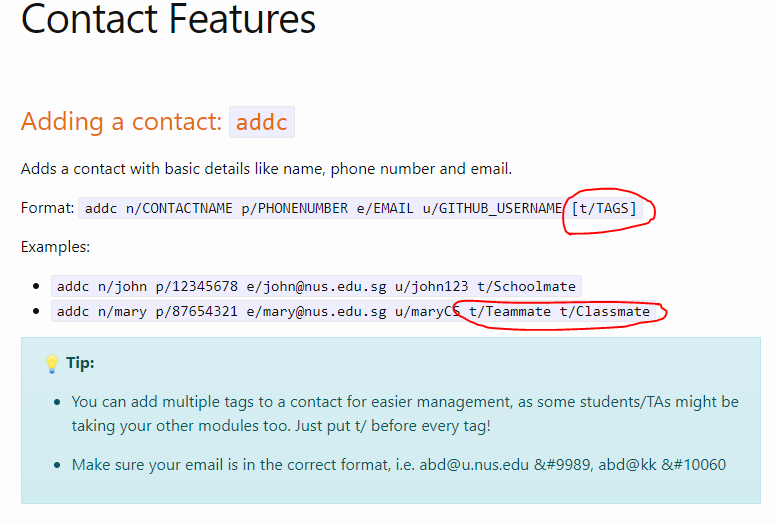 Contact Features
Adding a contact: addc
Adds a contact with basic details like name, phone number and email.
Format: addc n/CONTACTNAME p/PHONENUMBER e/EMAIL u/GITHUB_USERNAME [t/TAGS]
Examples:
• addc n/john p/12345678 e/john@nus.edu.sg u/john123 t/Schoolmate
• addc n/mary p/87654321 e/mary@nus.edu.sg u/maryCS t/Teammate t/Classmate
💡 Tip:
• You can add multiple tags to a contact for easier management, as some students/TAs might be
taking your other modules too. Just put t/ before every tag!
• Make sure your email is in the correct format, i.e. abd@u.nus.edu &#9989, abd@kk &#10060